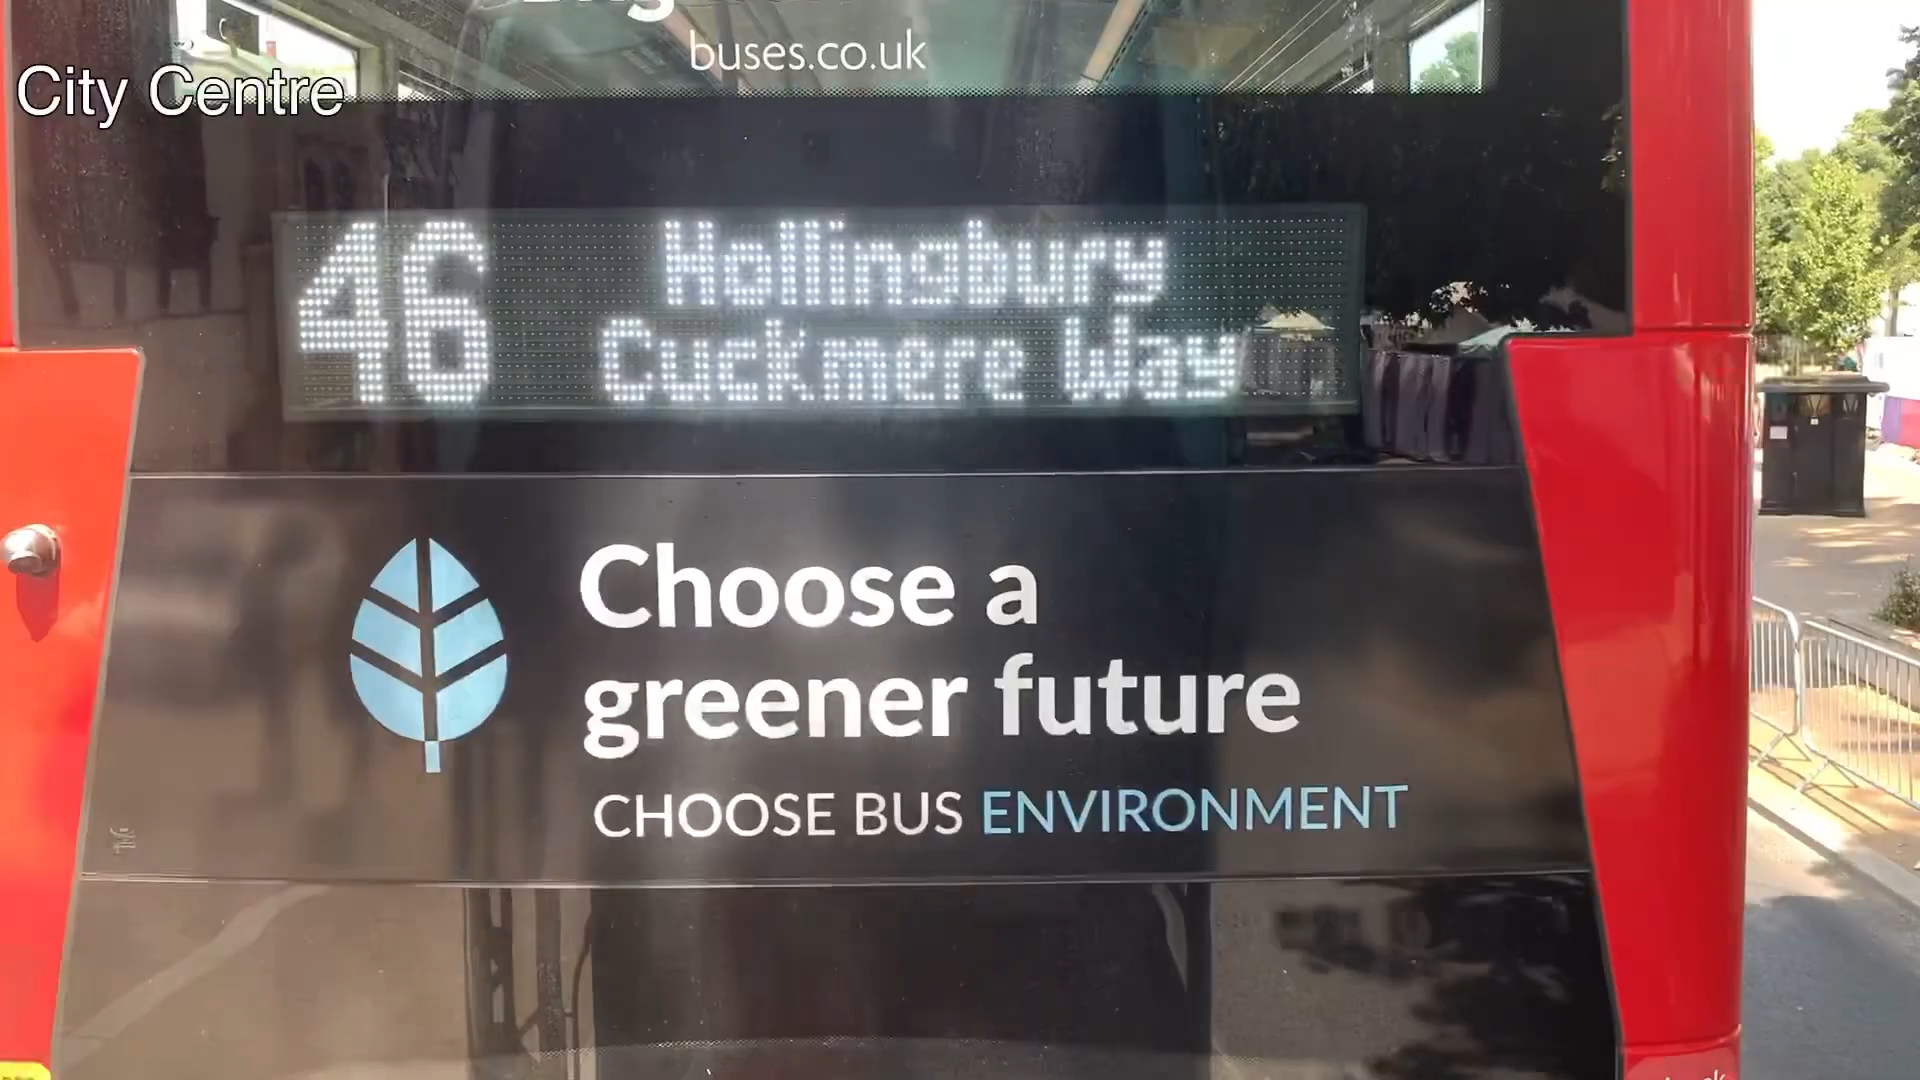 buses.co.uk
City Centre
46 Hollingbury
Cuckmere Way
Choose a
greener future
CHOOSE BUS ENVIRONMENT